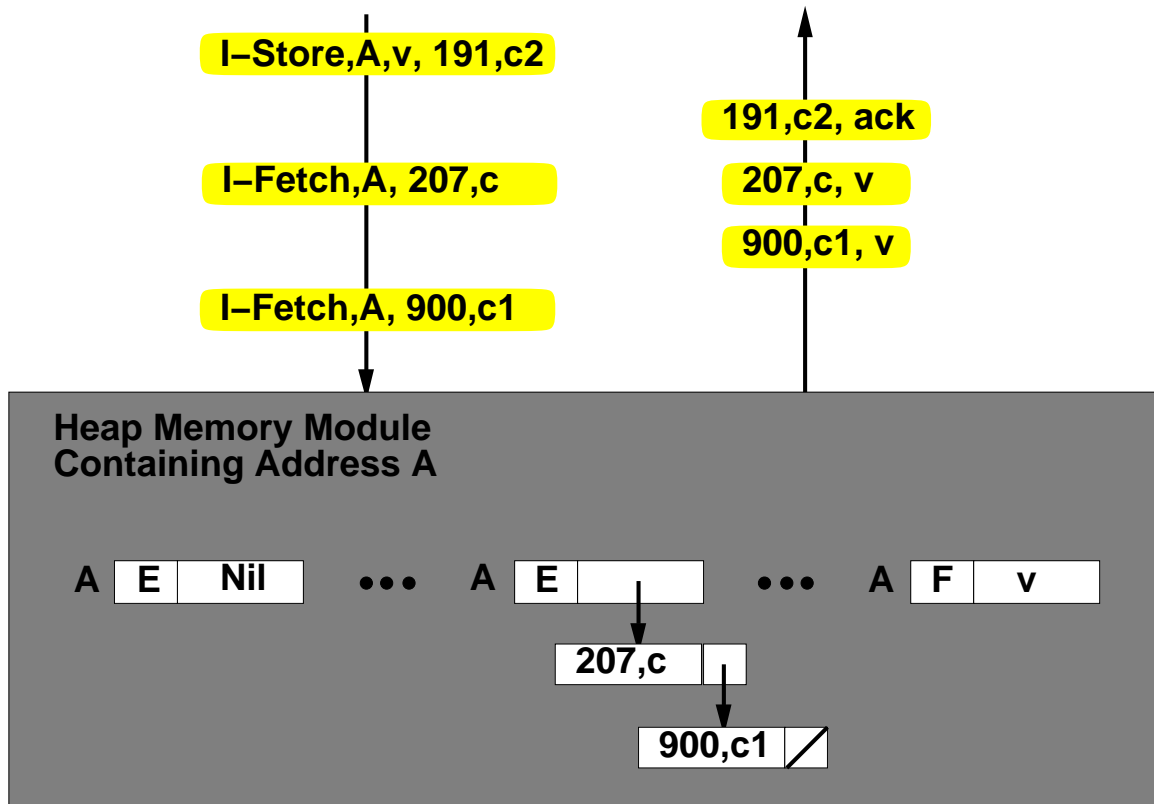 I–Store,A,v, 191,c2
I–Fetch,A, 207,c
I–Fetch,A, 900,c1
191,c2, ack
207,c, v
900,c1, v
Heap Memory Module
Containing Address A
A E Nil ••• A E ••• A F v
207,c
900,c1